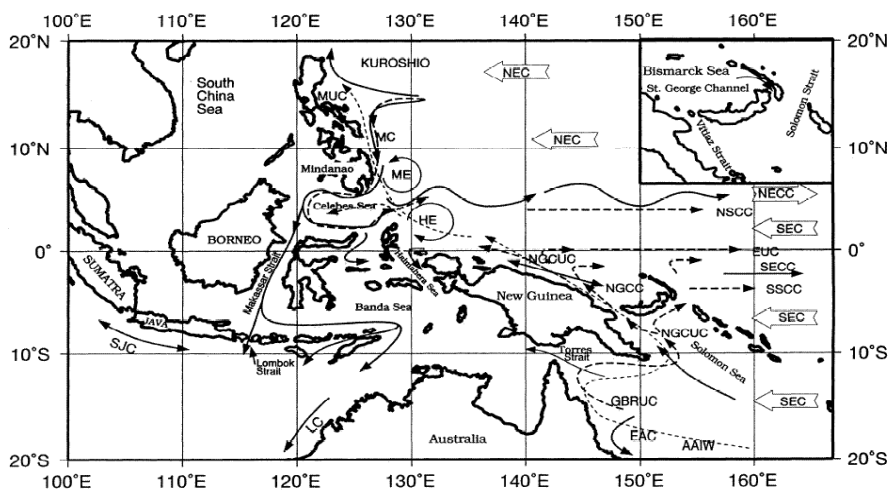 100°E 110°E 120°E 130°E 140°E 150°E 160°E
20°N 20°N
KUROSHIO
NEC
South
China
Sea
Bismarck Sea
St. George Channel
Solomon Strait
Vitiaz Strait
MUC
MC
10°N 10°N
NEC
Mindanao
ME
Celebes Sea
NECC
NSCC
HE
SEC
BORNEO
0° 0°
NGCUC
EUC
Halmahera Sea
SECC
SUMATRA
Makassar Strait
NGCC
SSCC
New Guinea
Banda Sea
JAVA
SEC
NGCUC
SJC
10°S 10°S
Lombok
Strait
Torres
Strait
Solomon Sea
GBRUC
SEC
LC
EAC
Australia
AAIW
20°S 20°S
100°E 110°E 120°E 130°E 140°E 150°E 160°E